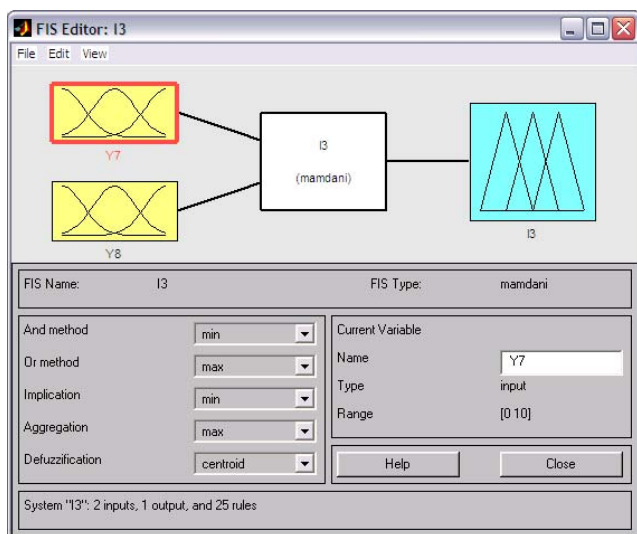 FIS Editor: I3
File Edit View
Y7
I3
(mamdani)
Y8
I3
FIS Name: I3 FIS Type: mamdani
And method min
Or method max
Implication min
Aggregation max
Defuzzification centroid
Current Variable
Name Y7
Type input
Range [0 10]
Help Close
System "I3": 2 inputs, 1 output, and 25 rules